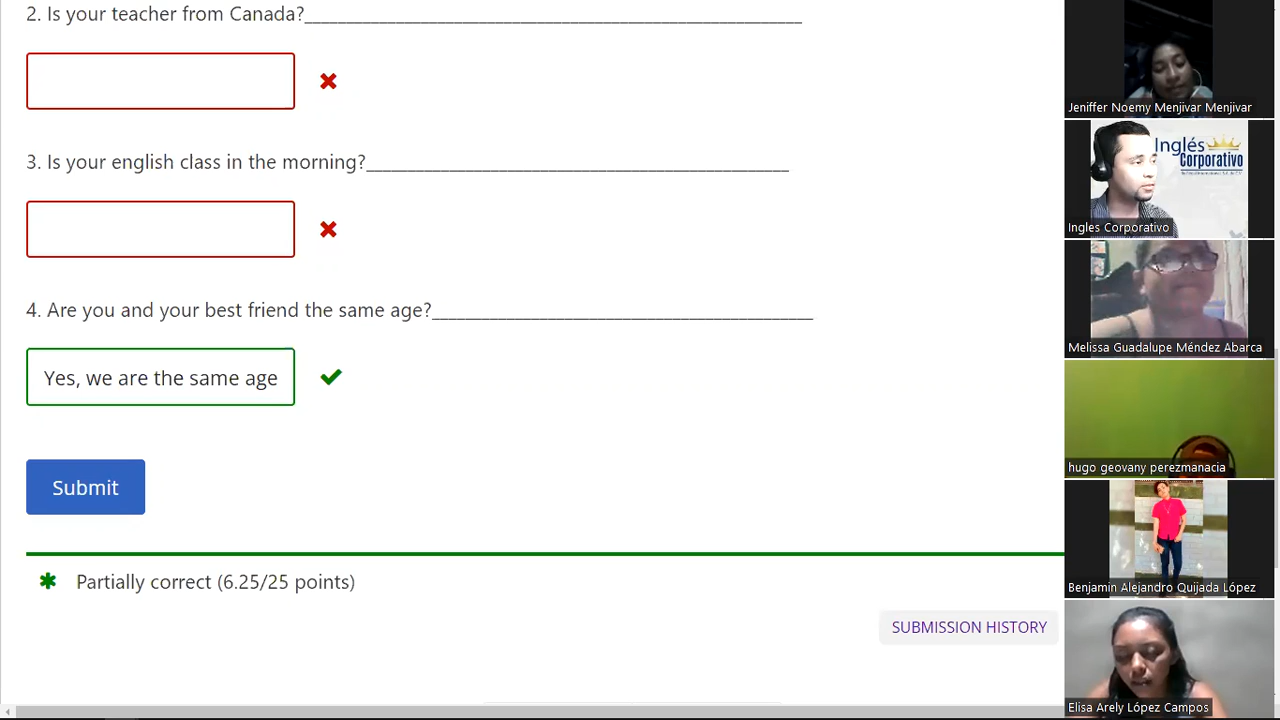 2. Is your teacher from Canada?
3. Is your english class in the morning?
4. Are you and your best friend the same age?
Yes, we are the same age
Submit
Partially correct (6.25/25 points)
SUBMISSION HISTORY
Jeniffer Noemy Menjivar Menjivar
Inglés
Corporativo
Ingles Corporativo
Melissa Guadalupe Méndez Abarca
hugo geovany perezmanacia
Benjamin Alejandro Quijada López
Elisa Arely López Campos